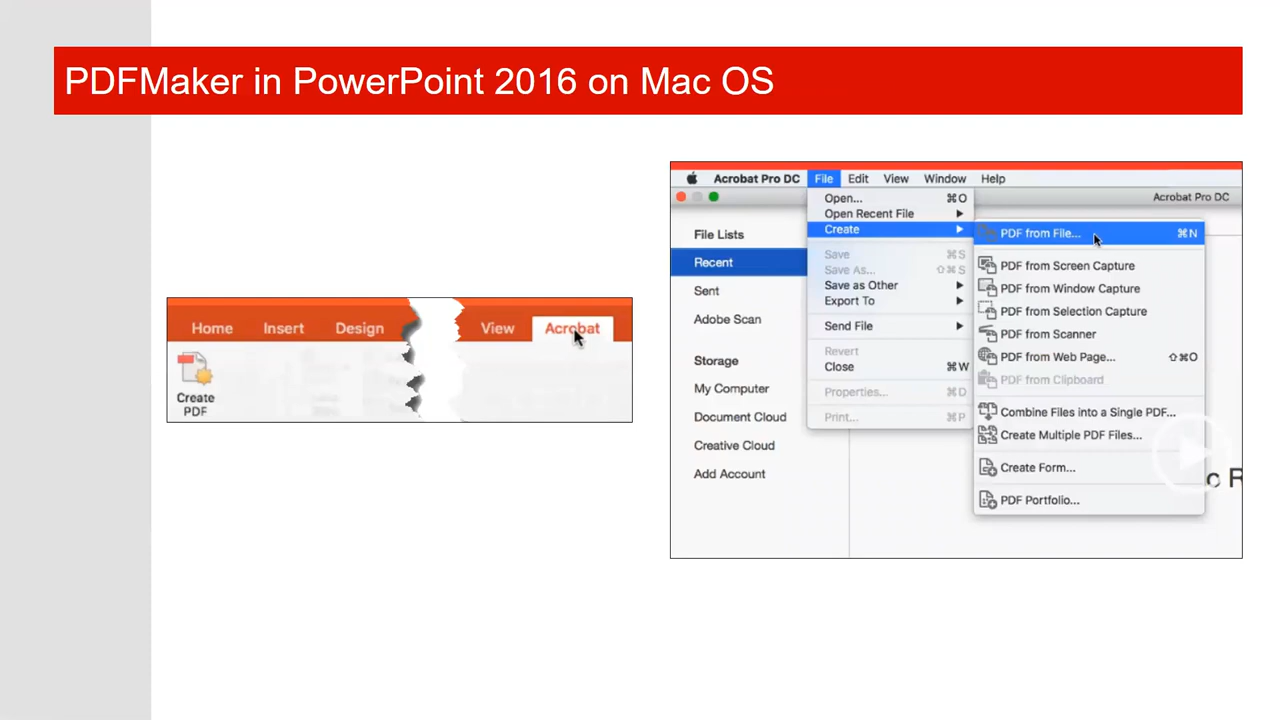 PDFMaker in PowerPoint 2016 on Mac OS
Home Insert Design View Acrobat
Create
PDF
Acrobat Pro DC File Edit View Window Help
Acrobat Pro DC
File Lists
Recent
Sent
Adobe Scan
Storage
My Computer
Document Cloud
Creative Cloud
Add Account
Open... ⌘O
Open Recent File ▶
Create ▶
Save ⌘S
Save As... ⇧⌘S
Save as Other ▶
Export To ▶
Send File ▶
Revert
Close ⌘W
Properties... ⌘D
Print... ⌘P
PDF from File... ⌘N
PDF from Screen Capture
PDF from Window Capture
PDF from Selection Capture
PDF from Scanner
PDF from Web Page... ⇧⌘O
PDF from Clipboard
Combine Files into a Single PDF...
Create Multiple PDF Files...
Create Form...
PDF Portfolio...